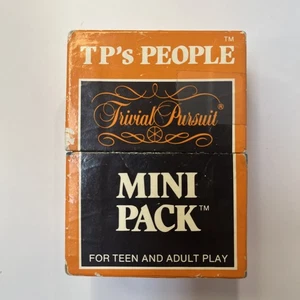 TP's PEOPLE™
Trivial Pursuit®
MINI
PACK™
FOR TEEN AND ADULT PLAY